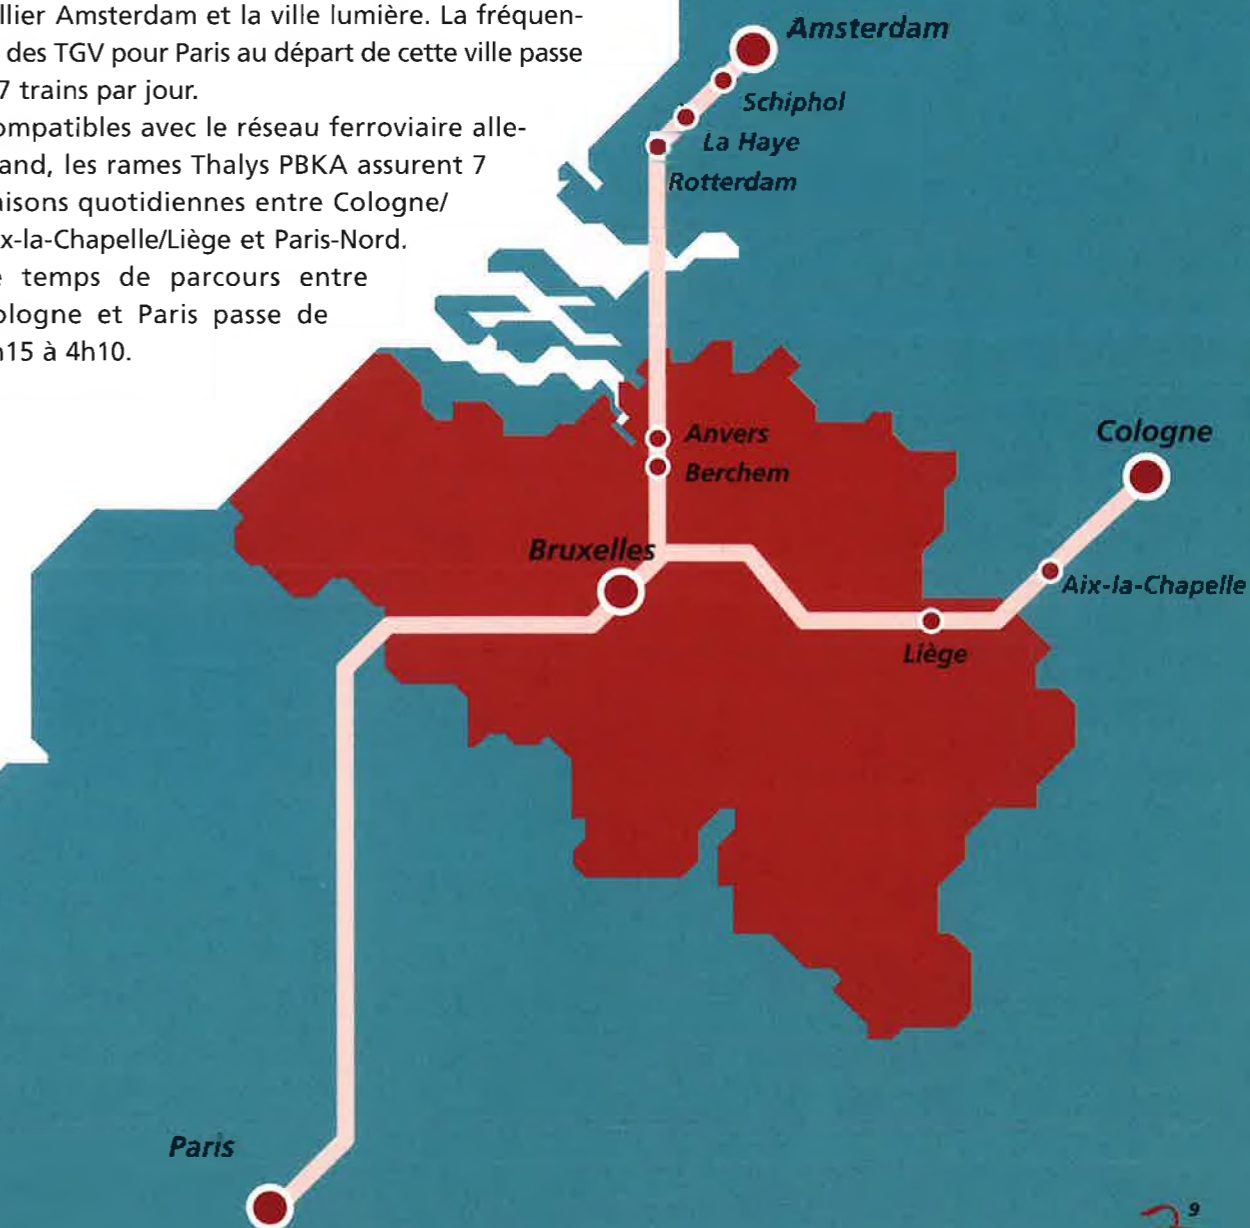 llier Amsterdam et la ville lumière. La fréquen-
des TGV pour Paris au départ de cette ville passe
7 trains par jour.
ompatibles avec le réseau ferroviaire alle-
and, les rames Thalys PBKA assurent 7
aisons quotidiennes entre Cologne/
x-la-Chapelle/Liège et Paris-Nord.
e temps de parcours entre
ologne et Paris passe de
h15 à 4h10.
Amsterdam
Schiphol
La Haye
Rotterdam
Anvers
Berchem
Cologne
Bruxelles
Aix-la-Chapelle
Liège
Paris
9